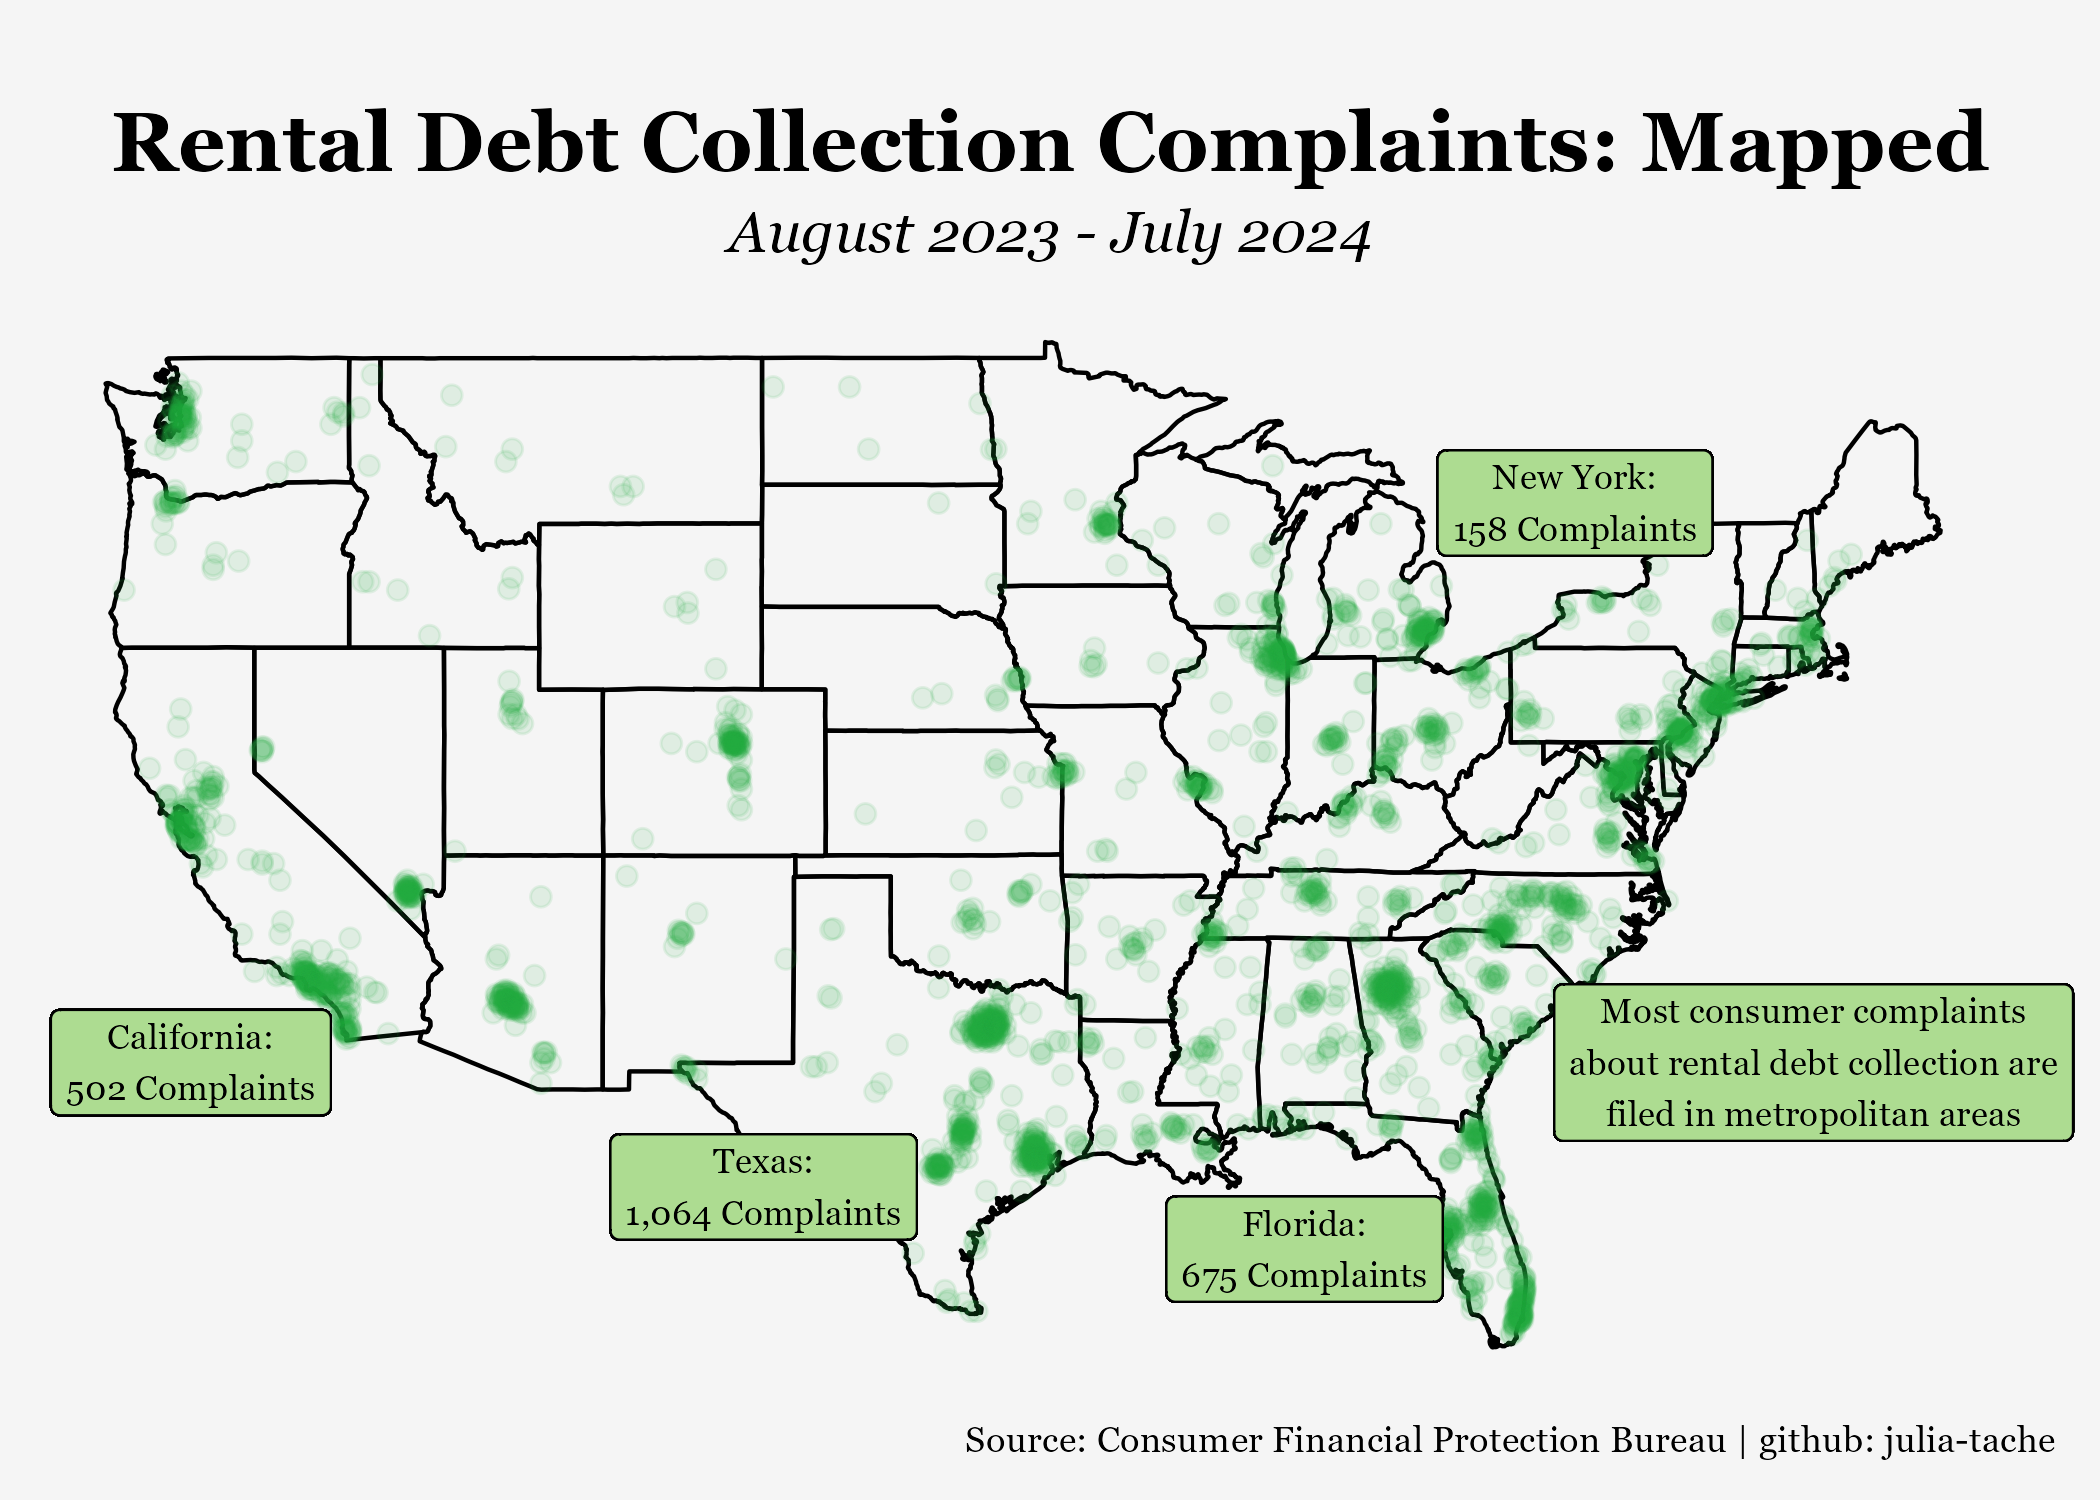 Rental Debt Collection Complaints: Mapped
August 2023 - July 2024
New York:
158 Complaints
California:
502 Complaints
Most consumer complaints
about rental debt collection are
filed in metropolitan areas
Texas:
1,064 Complaints
Florida:
675 Complaints
Source: Consumer Financial Protection Bureau | github: julia-tache